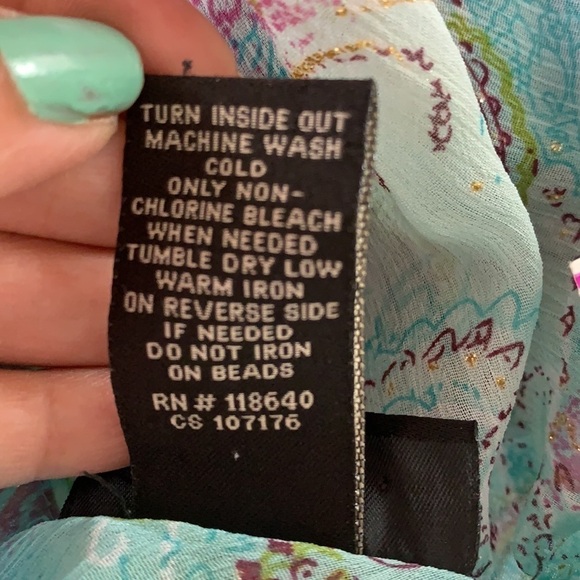 TURN INSIDE OUT
MACHINE WASH
COLD
ONLY NON-
CHLORINE BLEACH
WHEN NEEDED
TUMBLE DRY LOW
WARM IRON
ON REVERSE SIDE
IF NEEDED
DO NOT IRON
ON BEADS
RN# 118640
CS 107176